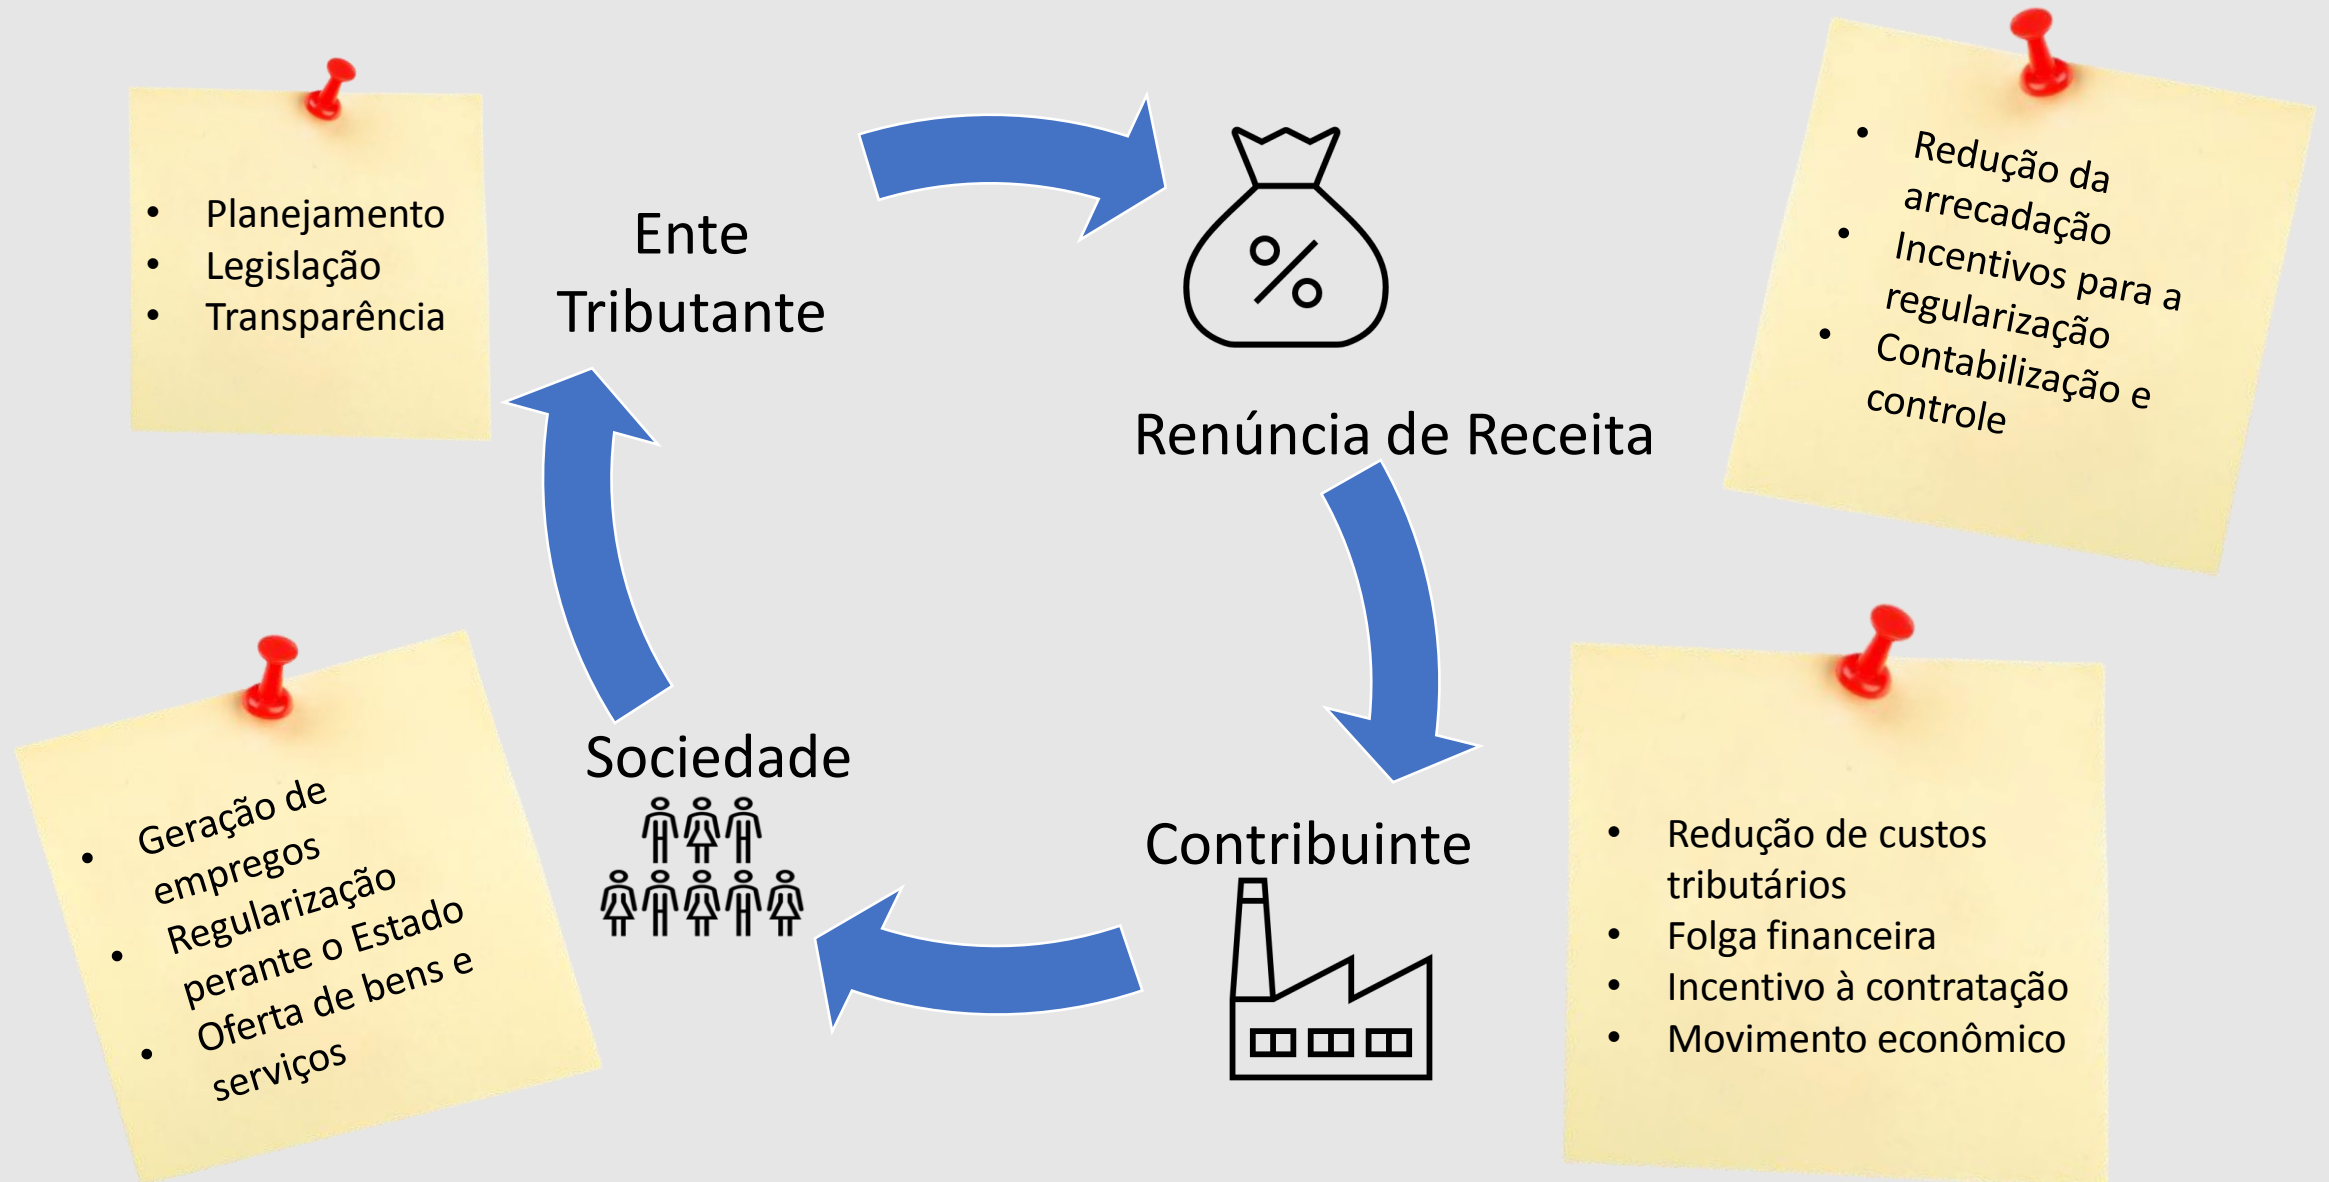 • Planejamento
• Legislação
• Transparência
Ente
Tributante
%
Renúncia de Receita
• Redução da
arrecadação
• Incentivos para a
regularização
• Contabilização e
controle
Sociedade
• Geração de
empregos
• Regularização
perante o Estado
• Oferta de bens e
serviços
Contribuinte
• Redução de custos
tributários
• Folga financeira
• Incentivo à contratação
• Movimento econômico